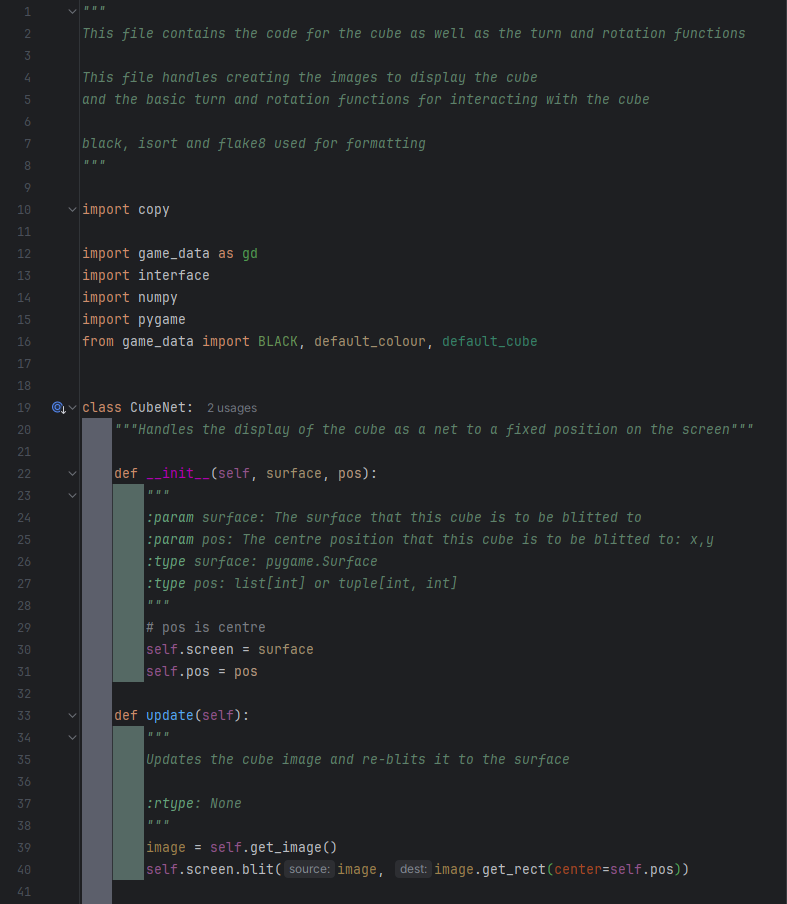 1 """
2 This file contains the code for the cube as well as the turn and rotation functions
3
4 This file handles creating the images to display the cube
5 and the basic turn and rotation functions for interacting with the cube
6
7 black, isort and flake8 used for formatting
8 """
9
10 import copy
11
12 import game_data as gd
13 import interface
14 import numpy
15 import pygame
16 from game_data import BLACK, default_colour, default_cube
17
18
19 class CubeNet: 2 usages
20     """Handles the display of the cube as a net to a fixed position on the screen"""
21
22     def __init__(self, surface, pos):
23         """
24         :param surface: The surface that this cube is to be blitted to
25         :param pos: The centre position that this cube is to be blitted to: x,y
26         :type surface: pygame.Surface
27         :type pos: list[int] or tuple[int, int]
28         """
29         # pos is centre
30         self.screen = surface
31         self.pos = pos
32
33     def update(self):
34         """
35         Updates the cube image and re-blits it to the surface
36
37         :rtype: None
38         """
39         image = self.get_image()
40         self.screen.blit( source: image, dest: image.get_rect(center=self.pos))
41